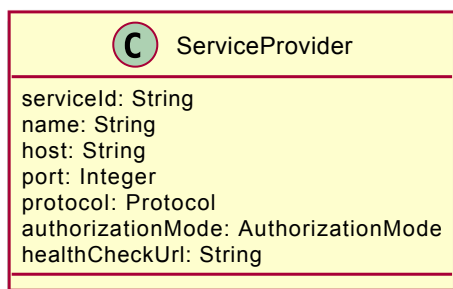 C ServiceProvider
serviceId: String
name: String
host: String
port: Integer
protocol: Protocol
authorizationMode: AuthorizationMode
healthCheckUrl: String